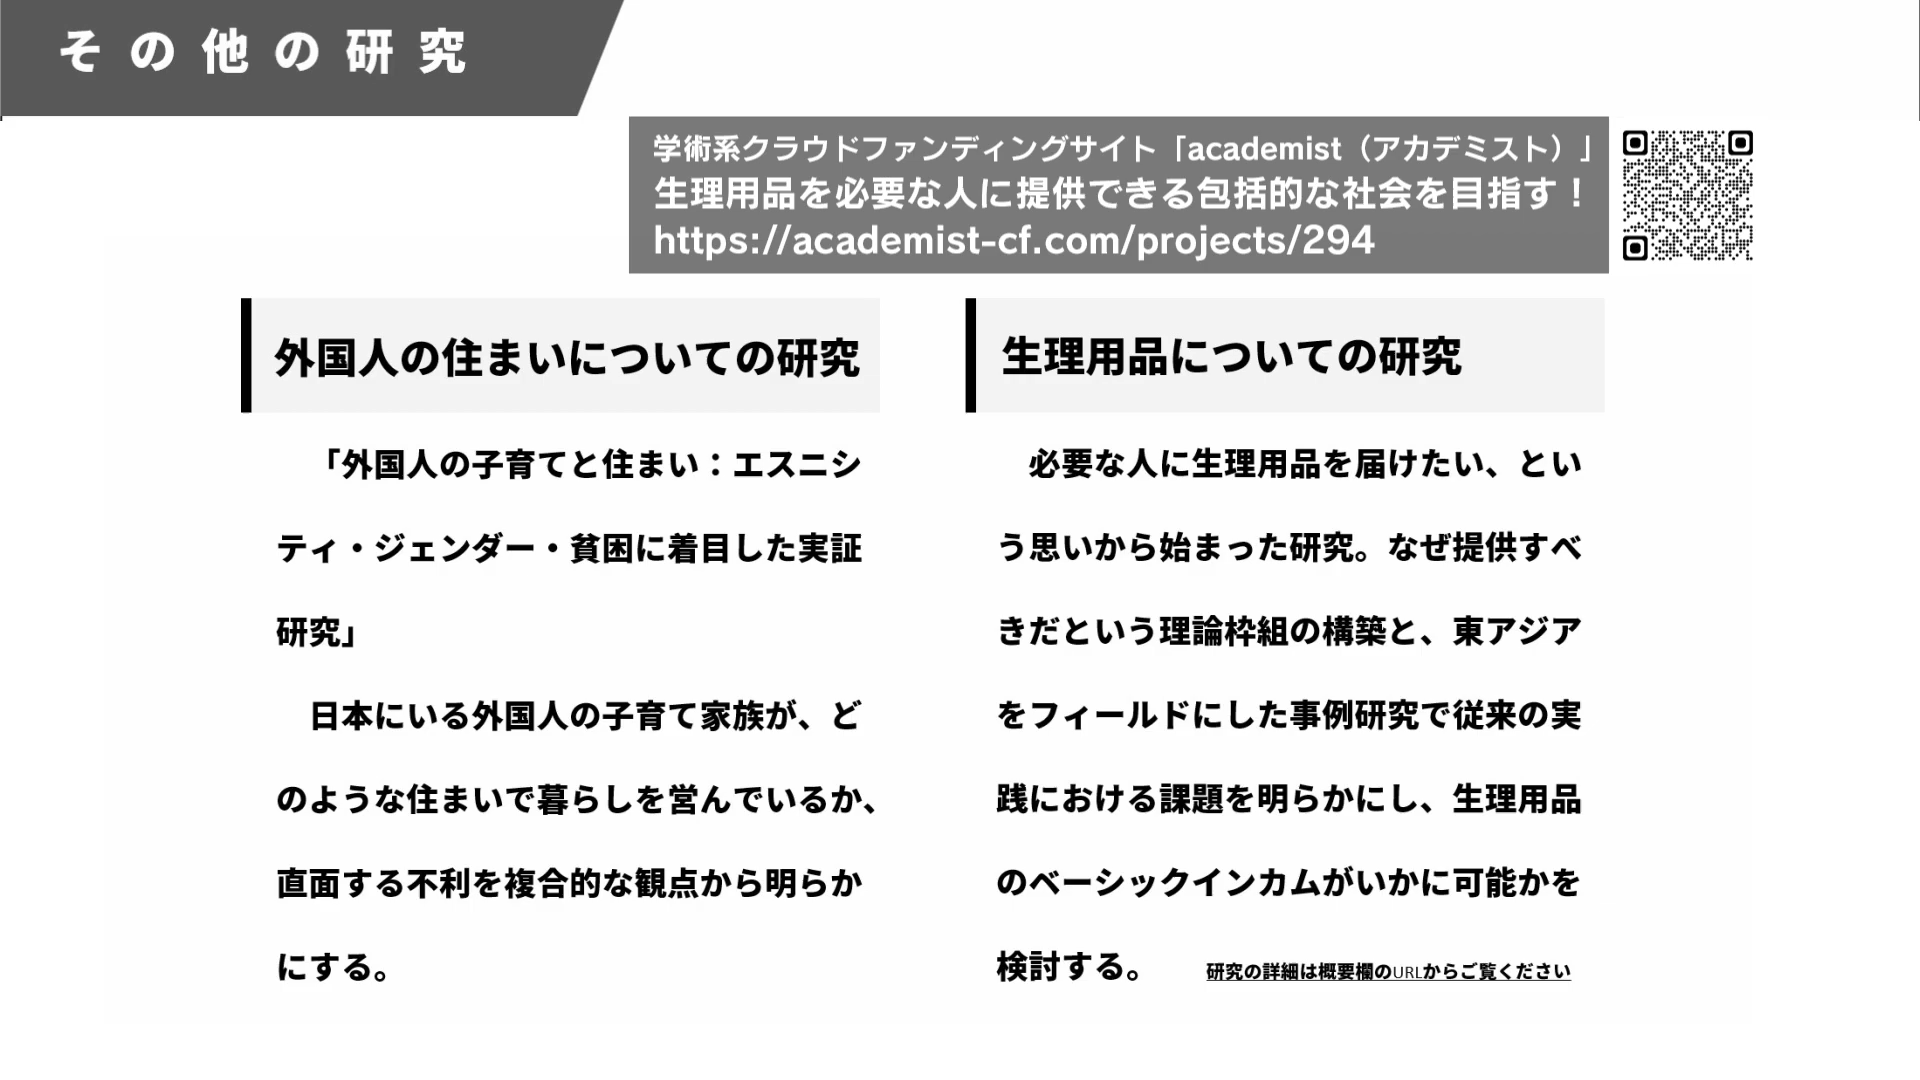 その他の研究
学術系クラウドファンディングサイト「academist（アカデミスト）」
生理用品を必要な人に提供できる包括的な社会を目指す！
https://academist-cf.com/projects/294
外国人の住まいについての研究
「外国人の子育てと住まい：エスニシ
ティ・ジェンダー・貧困に着目した実証
研究」
日本にいる外国人の子育て家族が、ど
のような住まいで暮らしを営んでいるか、
直面する不利を複合的な観点から明らか
にする。
生理用品についての研究
必要な人に生理用品を届けたい、とい
う思いから始まった研究。なぜ提供すべ
きだという理論枠組の構築と、東アジア
をフィールドにした事例研究で従来の実
践における課題を明らかにし、生理用品
のベーシックインカムがいかに可能かを
検討する。
研究の詳細は概要欄のURLからご覧ください